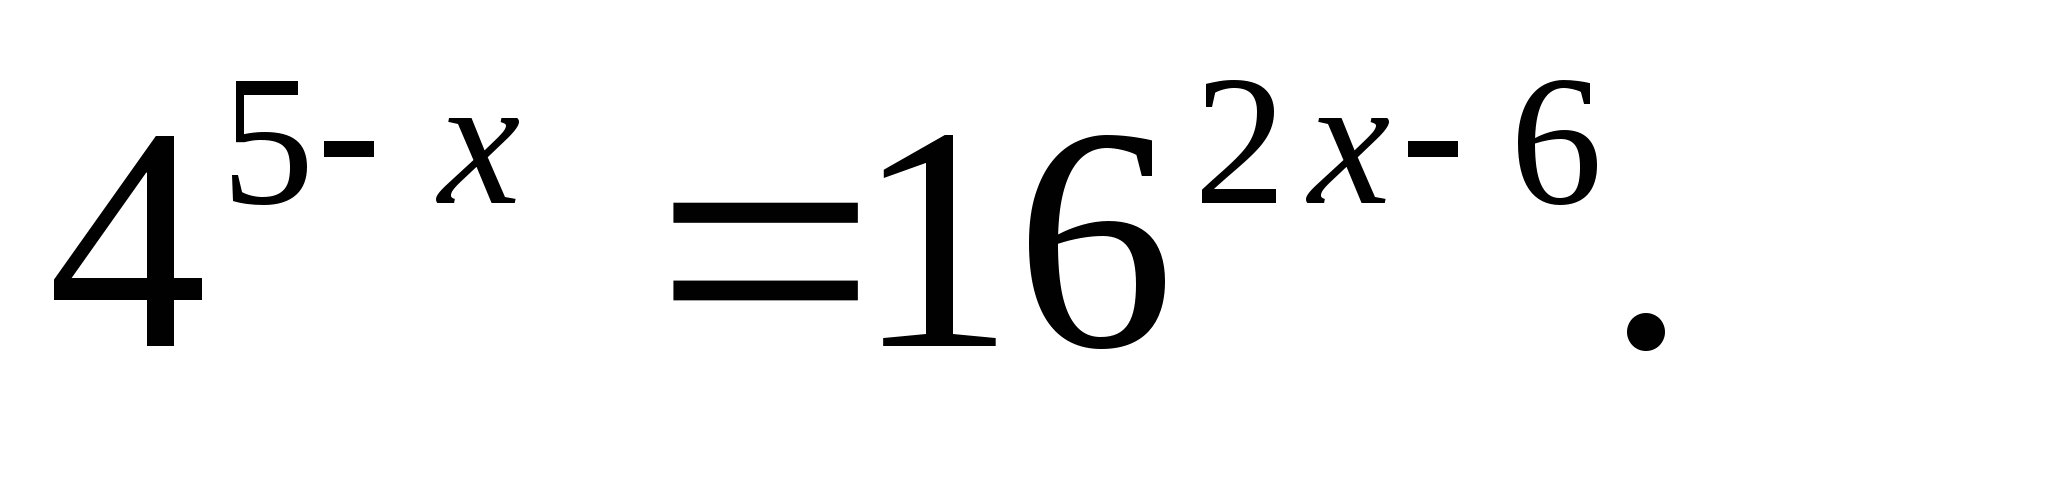 4^{5-x} = 16^{2x-6}.